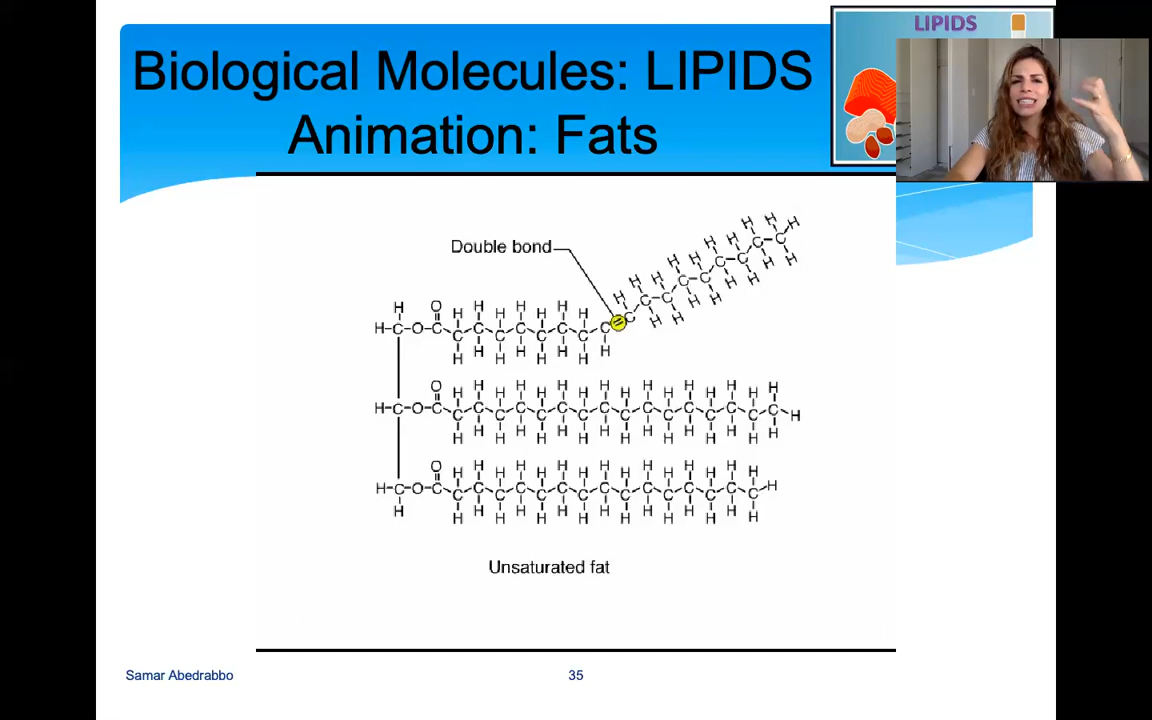 Biological Molecules: LIPIDS
Animation: Fats
LIPIDS
Double bond
H H H H H H H H H H H H H H H H H
C C C C C C C C C
H O H H H H H H
H-C-O-C C C C C C C C C C
H H H H H H H H
O H H H H H H H H H H H H H H H H
H-C-O-C C C C C C C C C C C C C C C C C H
H H H H H H H H H H H H H H H H
O H H H H H H H H H H H H H H H
H-C-O-C C C C C C C C C C C C C C C C H
H H H H H H H H H H H H H H H H
Unsaturated fat
Samar Abedrabbo
35